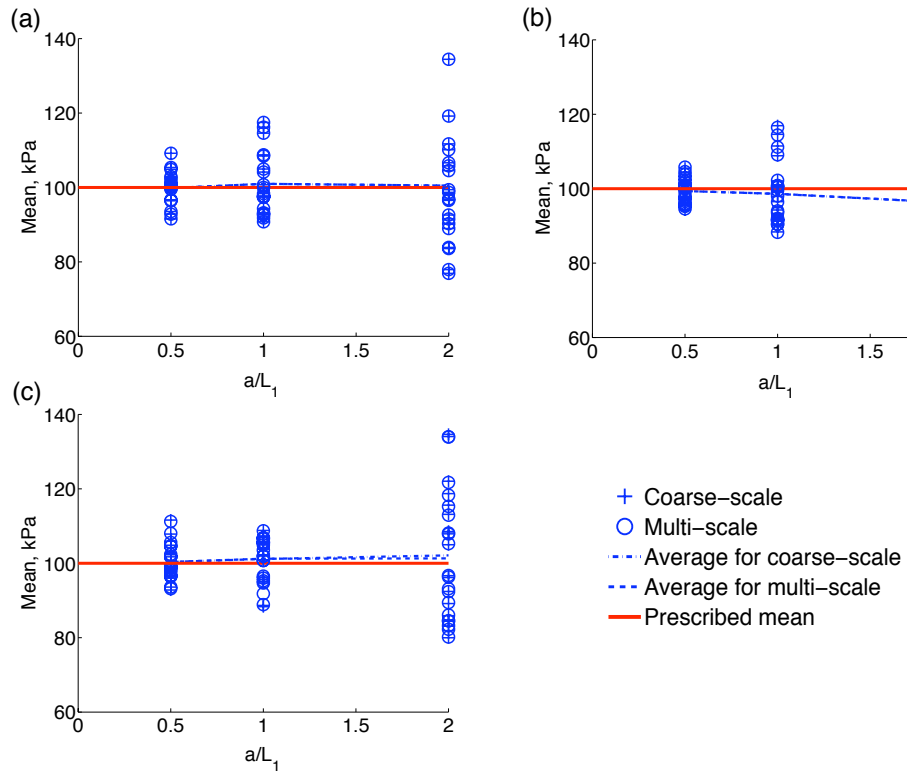 (a)
140
120
100
80
60
Mean, kPa
0 0.5 1 1.5 2
a/L₁
(b)
140
120
100
80
60
Mean, kPa
0 0.5 1 1.5
a/L₁
(c)
140
120
100
80
60
Mean, kPa
0 0.5 1 1.5 2
a/L₁
Coarse−scale
Multi−scale
Average for coarse−scale
Average for multi−scale
Prescribed mean